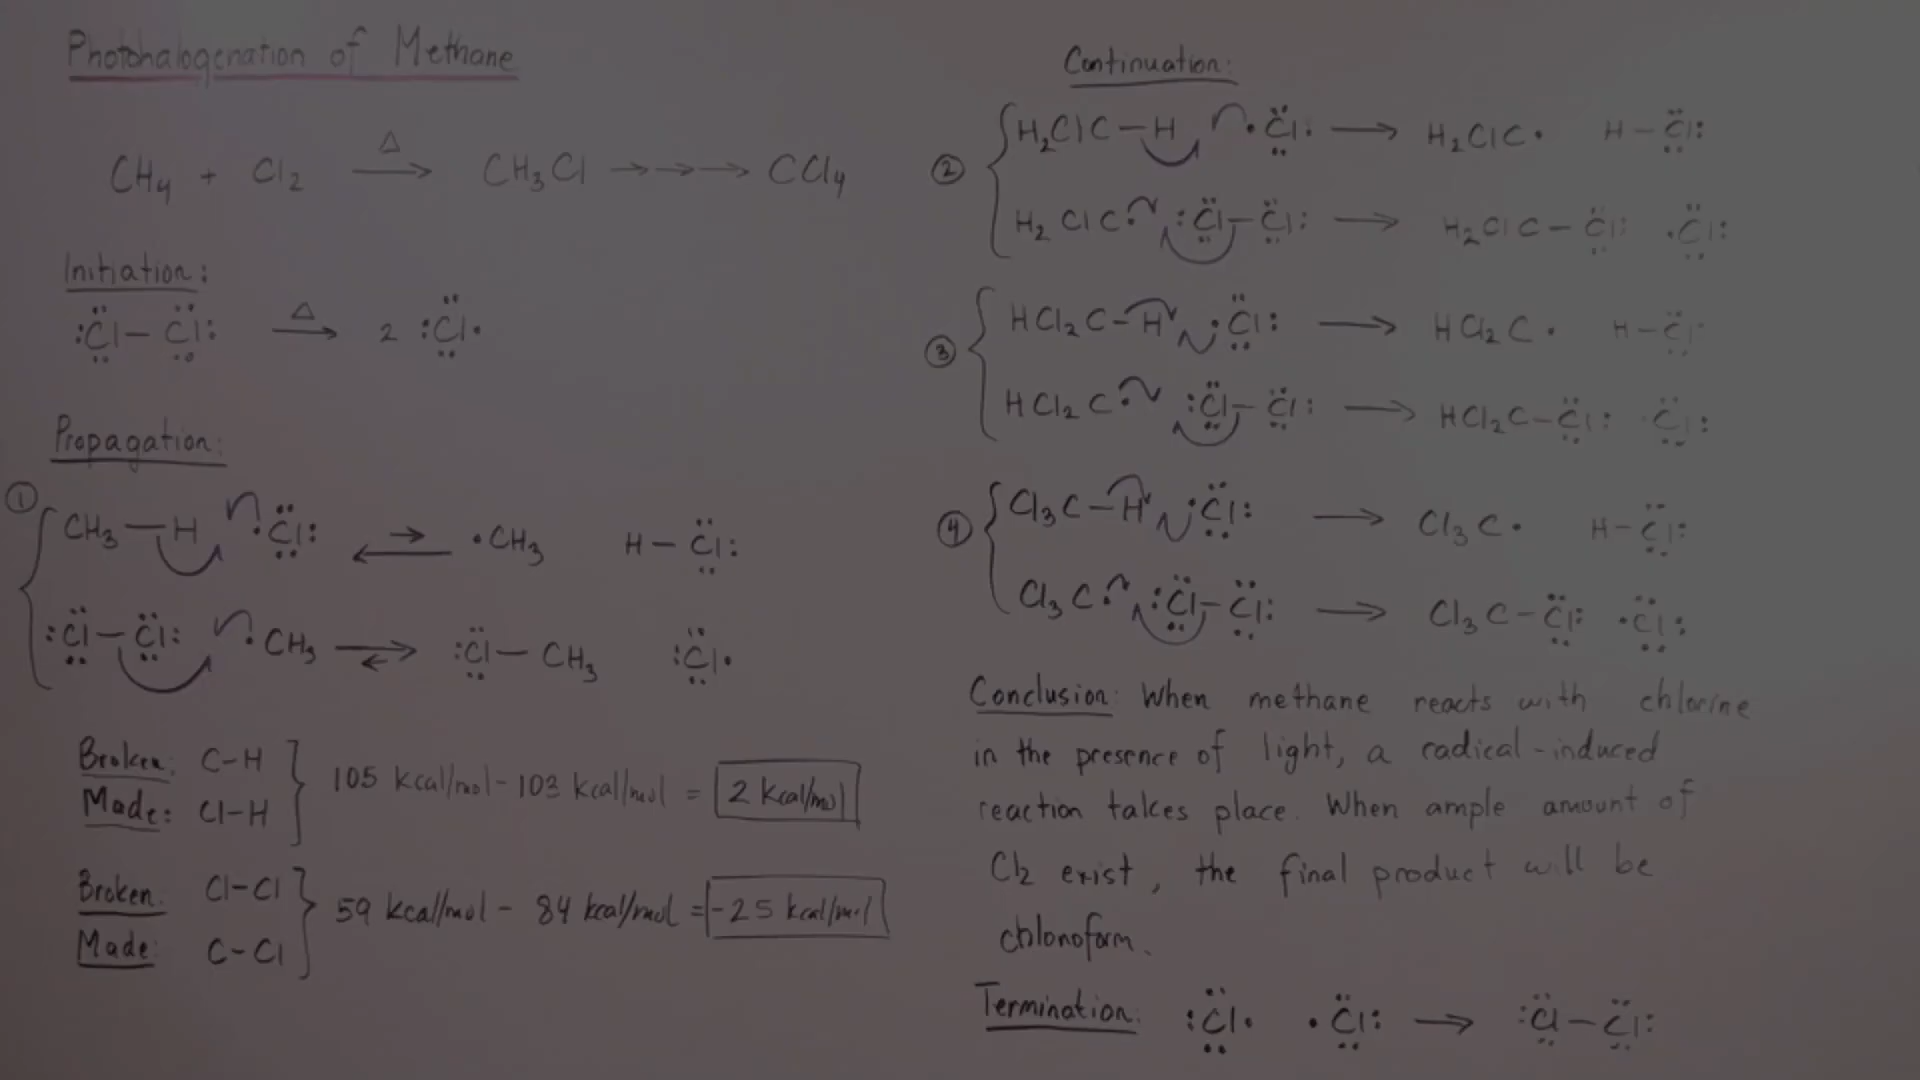 Photohalogenation of Methane
CH4 + Cl2 △→ CH3Cl →→→ CCl4
Initiation:
:Cl–Cl: △→ 2 :Cl·
Propagation:
① CH3–H ·Cl: ⇌ ·CH3 H–Cl:
:Cl–Cl: ·CH3 ⇌ :Cl–CH3 :Cl·
Broken: C-H
Made: Cl-H
105 kcal/mol - 103 kcal/mol = 2 kcal/mol
Broken: Cl-Cl
Made: C-Cl
59 kcal/mol - 84 kcal/mol = -25 kcal/mol
Continuation:
② H2ClC–H ·Cl: → H2ClC· H–Cl:
H2ClC· :Cl–Cl: → H2ClC–Cl: ·Cl:
③ HCl2C–H ·Cl: → HCl2C· H–Cl:
HCl2C· :Cl–Cl: → HCl2C–Cl: ·Cl:
④ Cl3C–H ·Cl: → Cl3C· H–Cl:
Cl3C· :Cl–Cl: → Cl3C–Cl: ·Cl:
Conclusion: When methane reacts with chlorine
in the presence of light, a radical-induced
reaction takes place. When ample amount of
Cl2 exist, the final product will be
chlonoform.
Termination: :Cl· ·Cl: → :Cl–Cl: